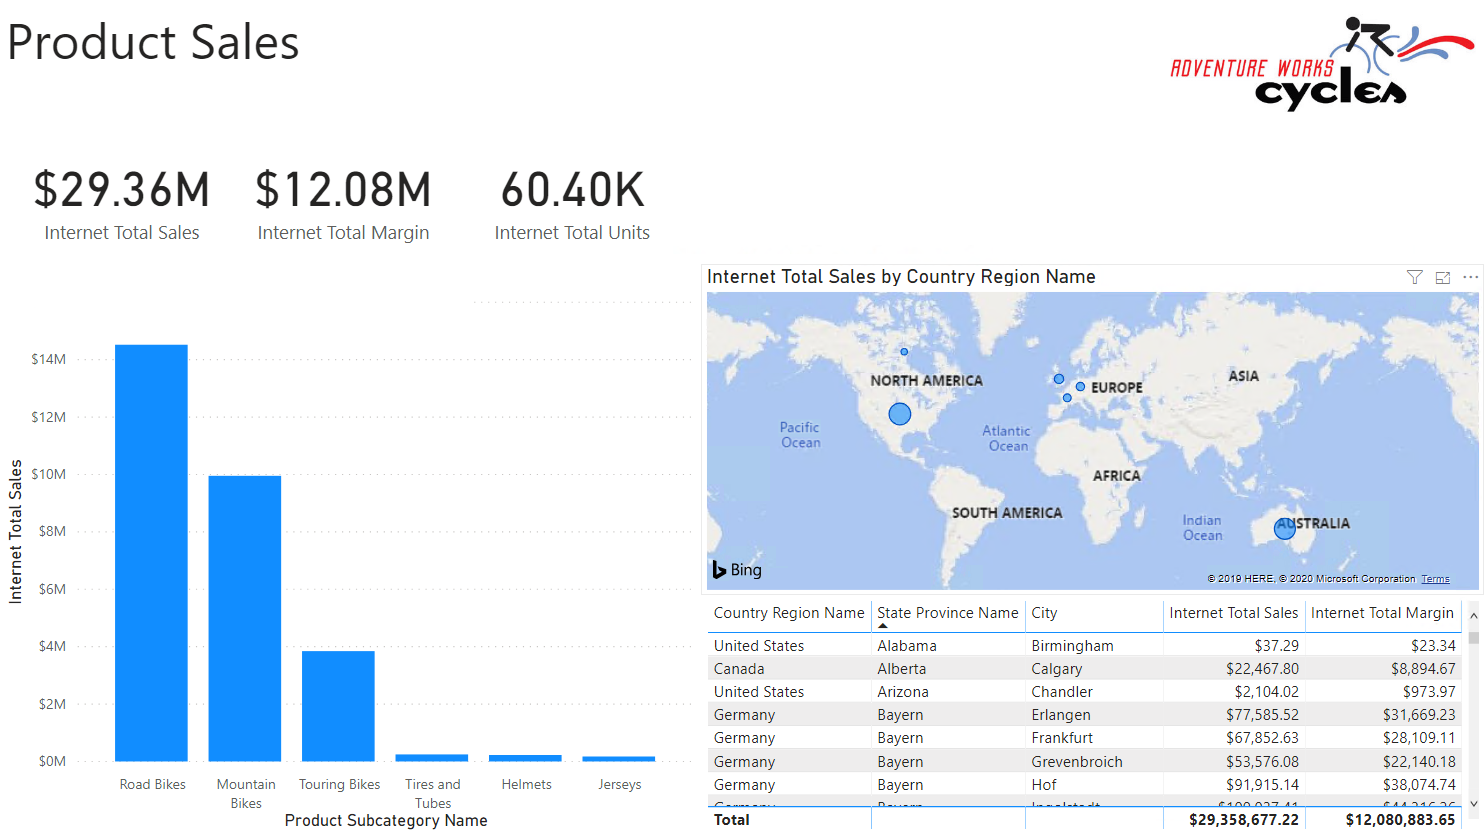 Product Sales
ADVENTURE WORKS
cycles
$29.36M
Internet Total Sales
$12.08M
Internet Total Margin
60.40K
Internet Total Units
Internet Total Sales
$14M
$12M
$10M
$8M
$6M
$4M
$2M
$0M
Road Bikes
Mountain
Bikes
Touring Bikes
Tires and
Tubes
Helmets
Jerseys
Product Subcategory Name
Internet Total Sales by Country Region Name
NORTH AMERICA
EUROPE
ASIA
Pacific
Ocean
Atlantic
Ocean
AFRICA
SOUTH AMERICA
Indian
Ocean
AUSTRALIA
Bing
© 2019 HERE, © 2020 Microsoft Corporation Terms
Country Region Name State Province Name City Internet Total Sales Internet Total Margin
United States Alabama Birmingham $37.29 $23.34
Canada Alberta Calgary $22,467.80 $8,894.67
United States Arizona Chandler $2,104.02 $973.97
Germany Bayern Erlangen $77,585.52 $31,669.23
Germany Bayern Frankfurt $67,852.63 $28,109.11
Germany Bayern Grevenbroich $53,576.08 $22,140.18
Germany Bayern Hof $91,915.14 $38,074.74
Germany Bayern Ingolstadt
Total $29,358,677.22 $12,080,883.65